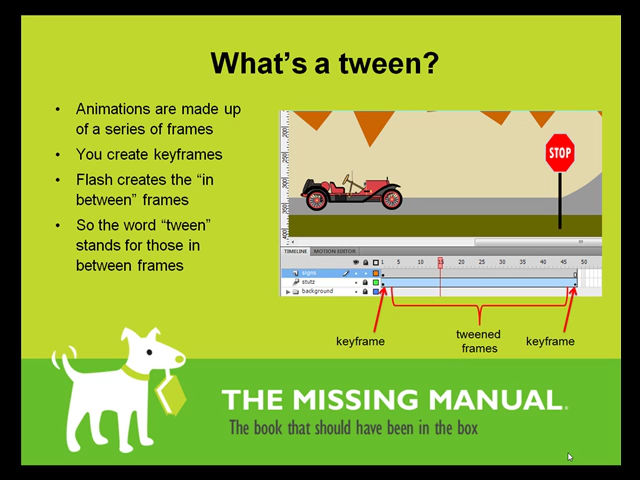 What's a tween?
• Animations are made up
of a series of frames
• You create keyframes
• Flash creates the “in
between” frames
• So the word “tween”
stands for those in
between frames
STOP
TIMELINE MOTION EDITOR
1 5 10 15 20 25 30 35 40 45 50
signs
stutz
background
keyframe
tweened
frames
keyframe
THE MISSING MANUAL.
The book that should have been in the box